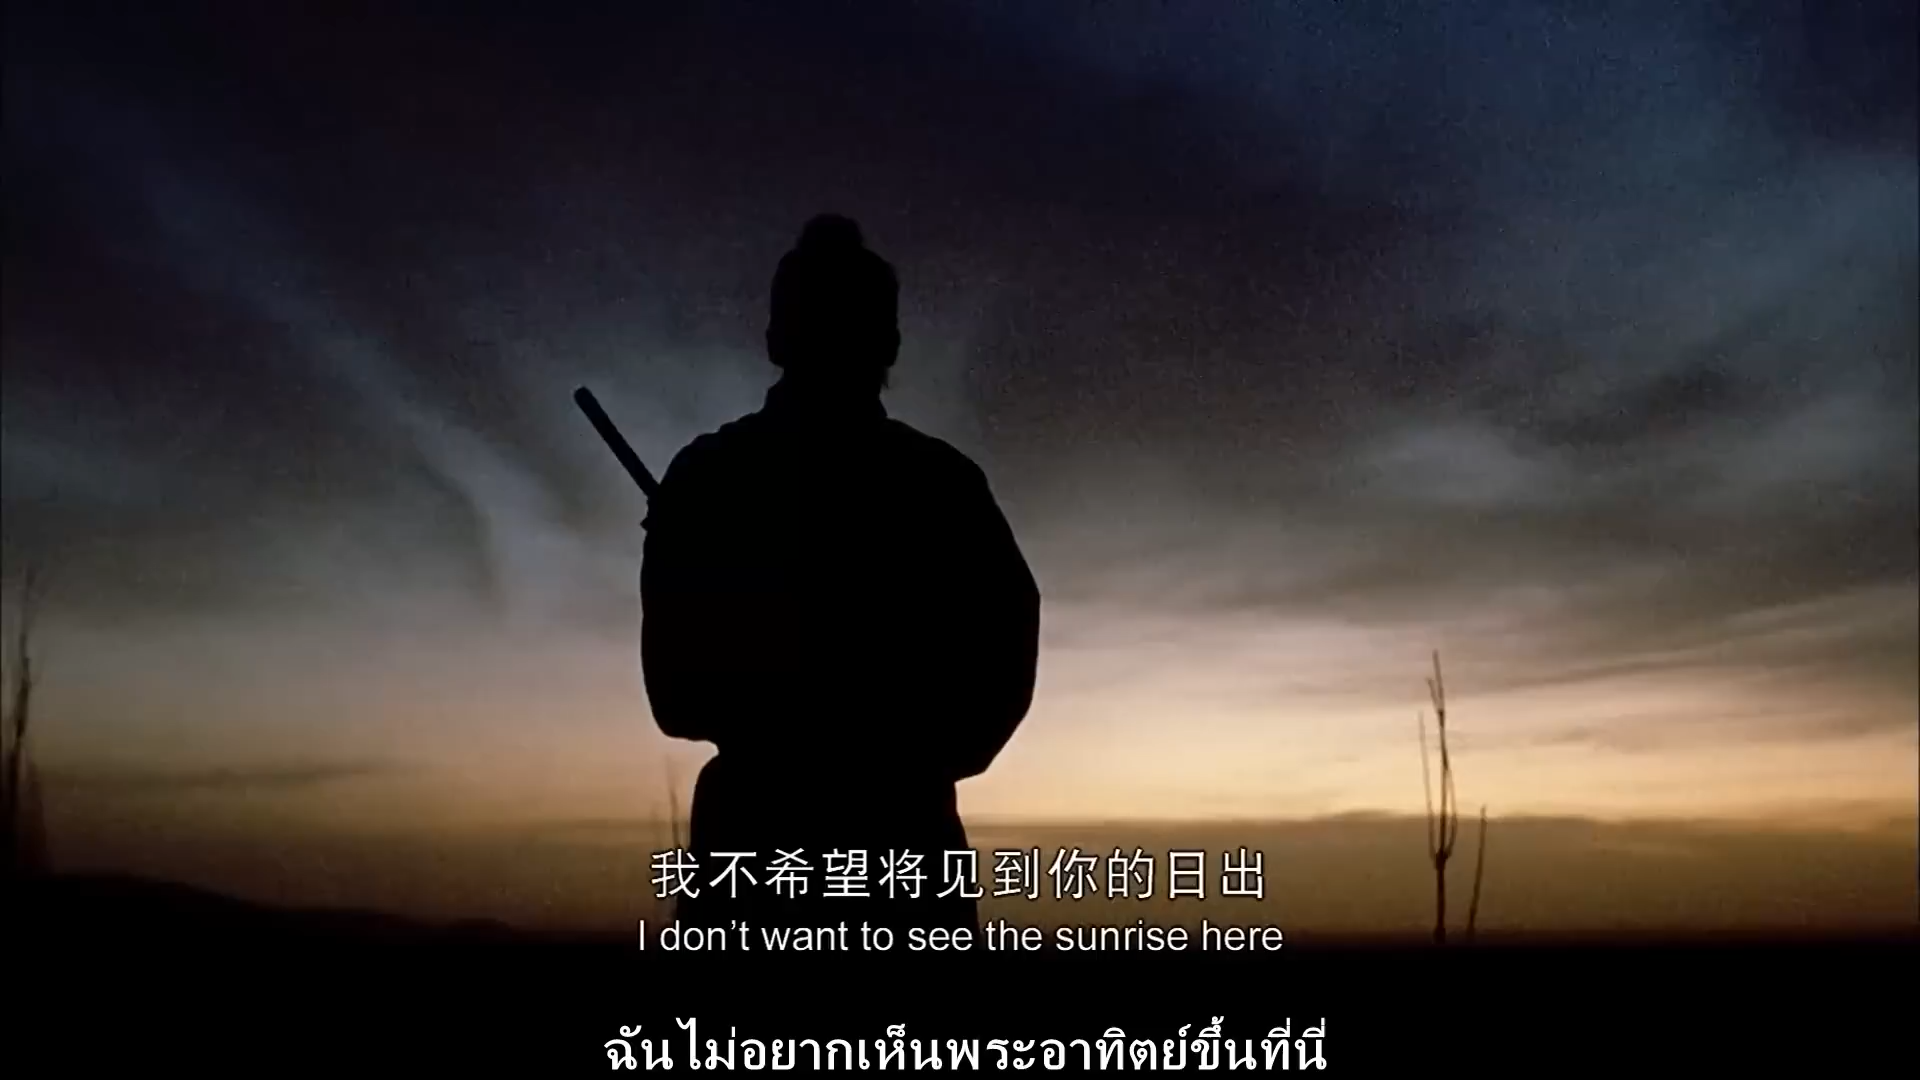 我不希望将见到你的日出
I don't want to see the sunrise here
ฉันไม่อยากเห็นพระอาทิตย์ขึ้นที่นี่